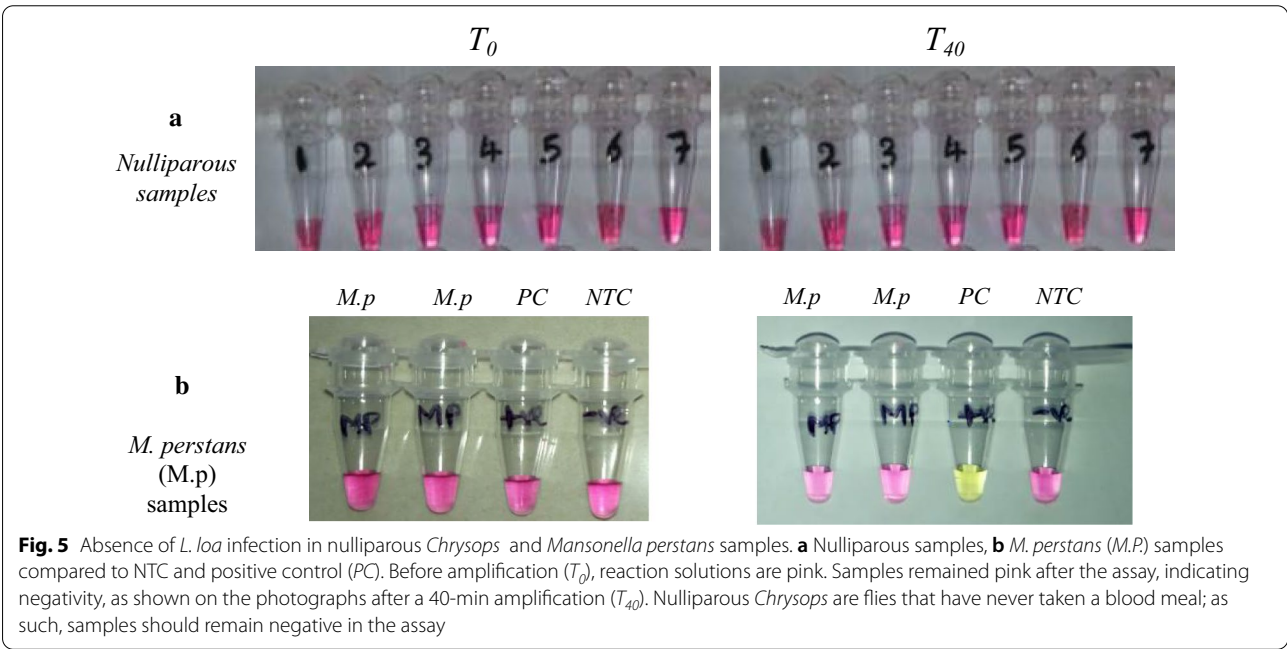 T0 T40
a
Nulliparous
samples
1 2 3 4 5 6 7
1 2 3 4 5 6 7
M.p M.p PC NTC
M.p M.p PC NTC
b
M. perstans
(M.p)
samples
MP MP +ve -ve
MP MP +ve -ve
Fig. 5 Absence of L. loa infection in nulliparous Chrysops and Mansonella perstans samples. a Nulliparous samples, b M. perstans (M.P.) samples
compared to NTC and positive control (PC). Before amplification (T0), reaction solutions are pink. Samples remained pink after the assay, indicating
negativity, as shown on the photographs after a 40-min amplification (T40). Nulliparous Chrysops are flies that have never taken a blood meal; as
such, samples should remain negative in the assay